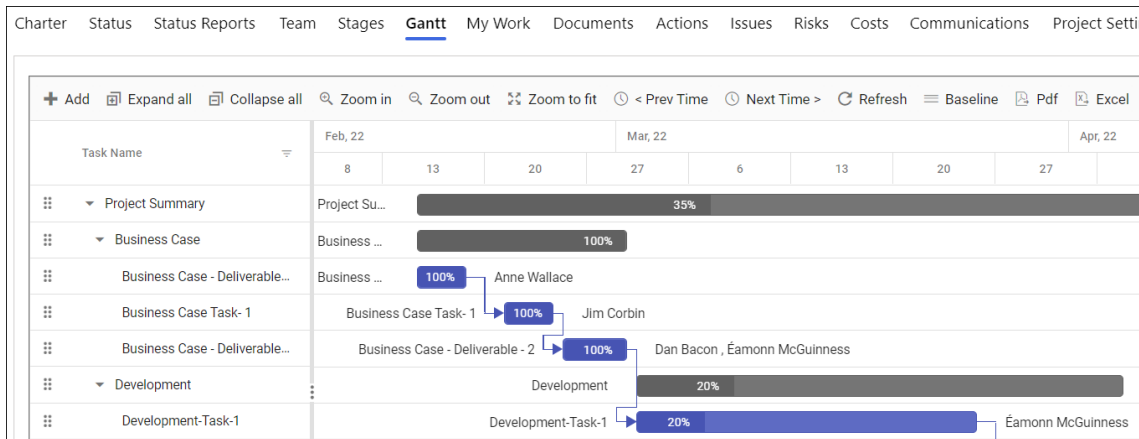 Charter Status Status Reports Team Stages Gantt My Work Documents Actions Issues Risks Costs Communications Project Setti
Add Expand all Collapse all Zoom in Zoom out Zoom to fit < Prev Time Next Time > Refresh Baseline Pdf Excel
Task Name Feb, 22 Mar, 22 Apr, 22
8 13 20 27 6 13 20 27
Project Summary Project Su... 35%
Business Case Business ... 100%
Business Case - Deliverable... Business ... 100% Anne Wallace
Business Case Task- 1 Business Case Task- 1 100% Jim Corbin
Business Case - Deliverable... Business Case - Deliverable - 2 100% Dan Bacon , Éamonn McGuinness
Development Development 20%
Development-Task-1 Development-Task-1 20% Éamonn McGuinness